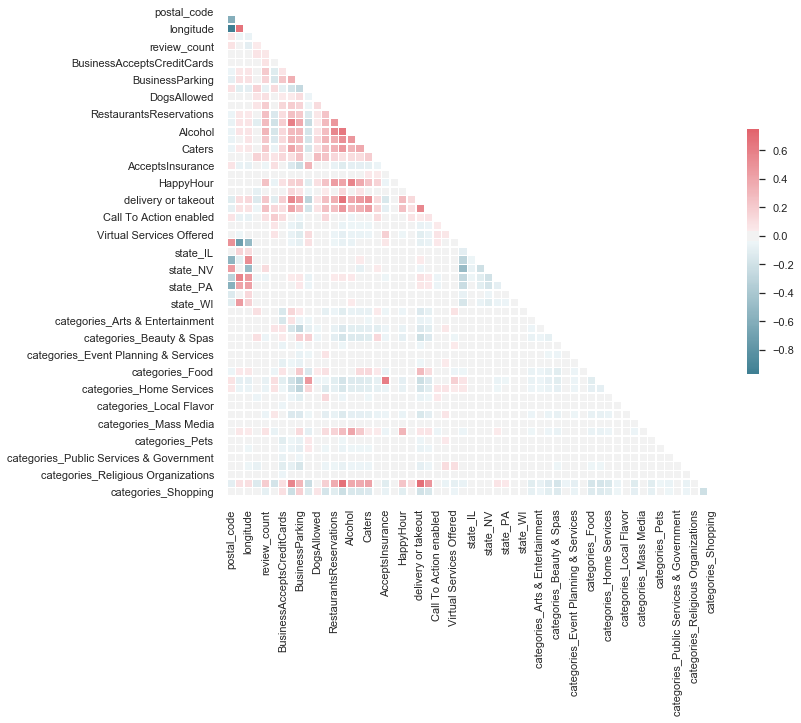 postal_code
longitude
review_count
BusinessAcceptsCreditCards
BusinessParking
DogsAllowed
RestaurantsReservations
Alcohol
Caters
AcceptsInsurance
HappyHour
delivery or takeout
Call To Action enabled
Virtual Services Offered
state_IL
state_NV
state_PA
state_WI
categories_Arts & Entertainment
categories_Beauty & Spas
categories_Event Planning & Services
categories_Food
categories_Home Services
categories_Local Flavor
categories_Mass Media
categories_Pets
categories_Public Services & Government
categories_Religious Organizations
categories_Shopping
postal_code
longitude
review_count
BusinessAcceptsCreditCards
BusinessParking
DogsAllowed
RestaurantsReservations
Alcohol
Caters
AcceptsInsurance
HappyHour
delivery or takeout
Call To Action enabled
Virtual Services Offered
state_IL
state_NV
state_PA
state_WI
categories_Arts & Entertainment
categories_Beauty & Spas
categories_Event Planning & Services
categories_Food
categories_Home Services
categories_Local Flavor
categories_Mass Media
categories_Pets
categories_Public Services & Government
categories_Religious Organizations
categories_Shopping
0.6
0.4
0.2
0.0
−0.2
−0.4
−0.6
−0.8